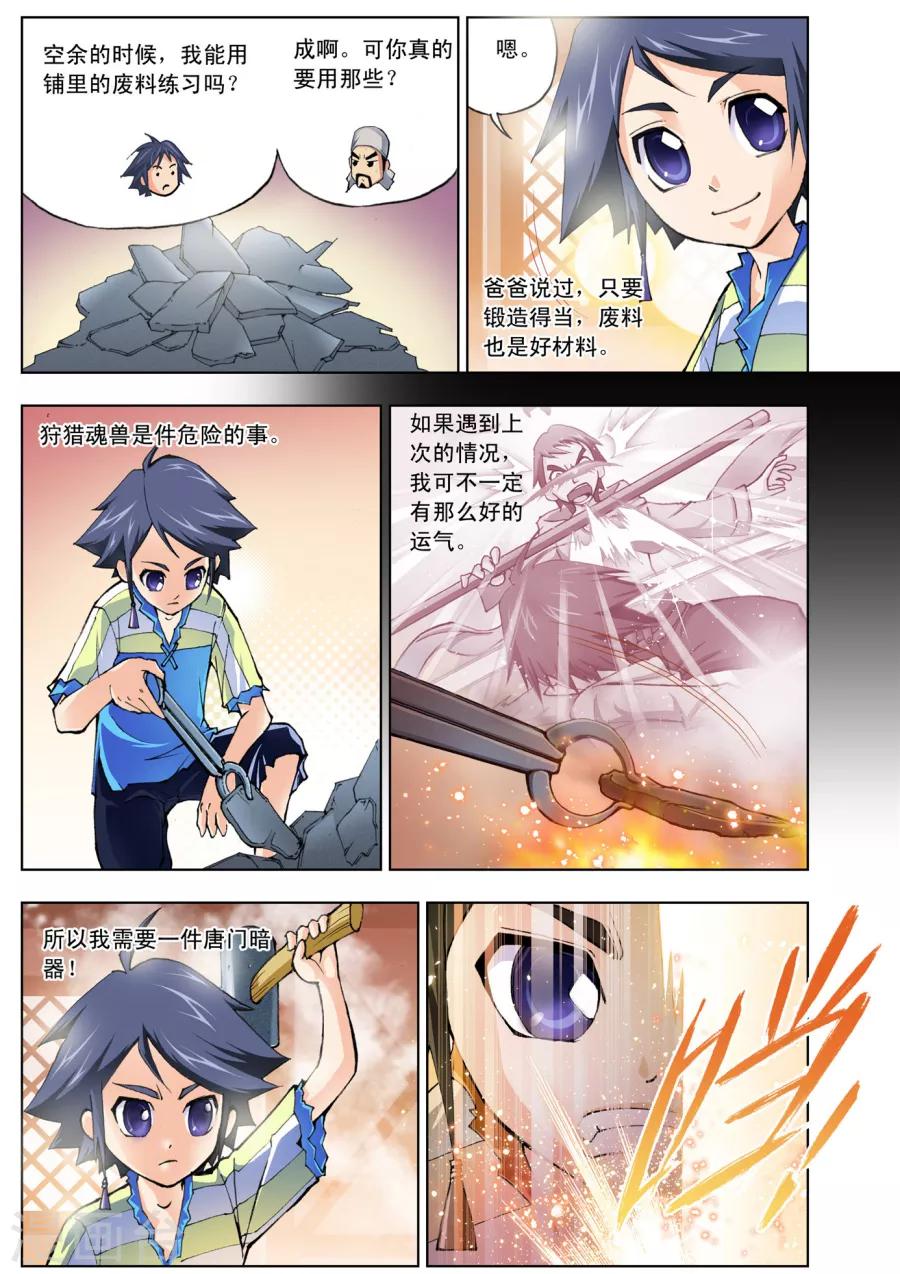 空余的时候，我能用
铺里的废料练习吗？
成啊。可你真的
要用那些？
嗯。
爸爸说过，只要
锻造得当，废料
也是好材料。
狩猎魂兽是件危险的事。
如果遇到上
次的情况，
我可不一定
有那么好的
运气。
所以我需要一件唐门暗
器！
当
漫画台